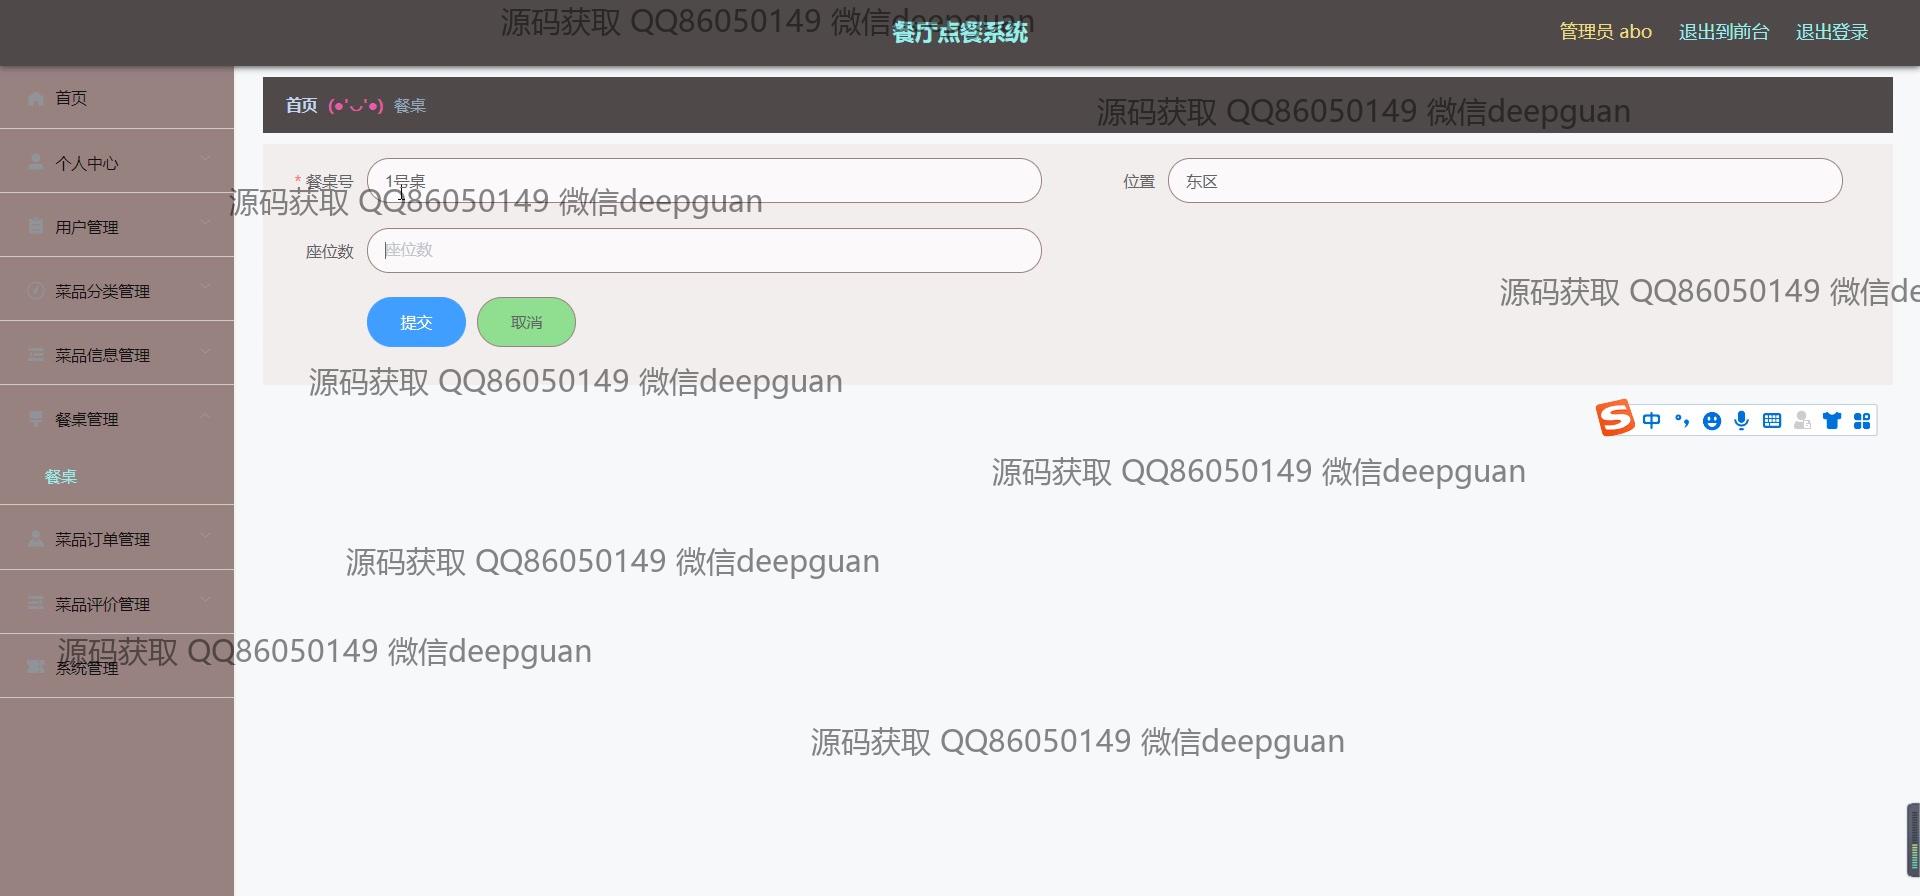 源码获取 QQ86050149 微信deepguan
餐厅点餐系统
管理员 abo
退出到前台
退出登录
首页
个人中心
用户管理
菜品分类管理
菜品信息管理
餐桌管理
餐桌
菜品订单管理
菜品评价管理
系统管理
首页 (●'◡'●) 餐桌
源码获取 QQ86050149 微信deepguan
* 餐桌号 1号桌
位置 东区
源码获取 QQ86050149 微信deepguan
座位数 座位数
源码获取 QQ86050149 微信de
提交
取消
源码获取 QQ86050149 微信deepguan
S中
源码获取 QQ86050149 微信deepguan
源码获取 QQ86050149 微信deepguan
源码获取 QQ86050149 微信deepguan
源码获取 QQ86050149 微信deepguan